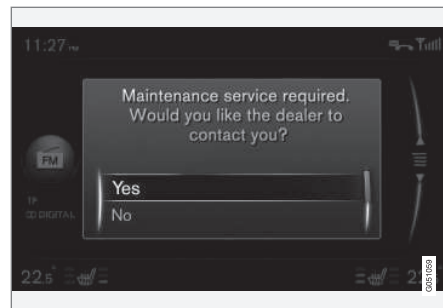 11:27
Maintenance service required.
Would you like the dealer to
contact you?
FM
Yes
No
TP
DIGITAL
22.5
G051059